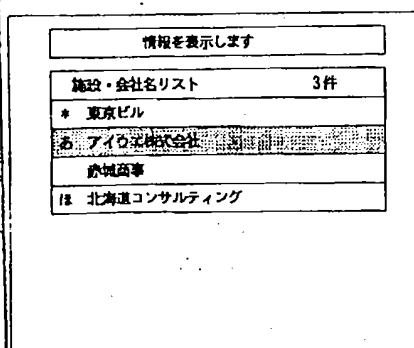 情報を表示します
施設・会社名リスト 3件
* 東京ビル
あ アイウエ株式会社
赤城商事
ほ 北海道コンサルティング